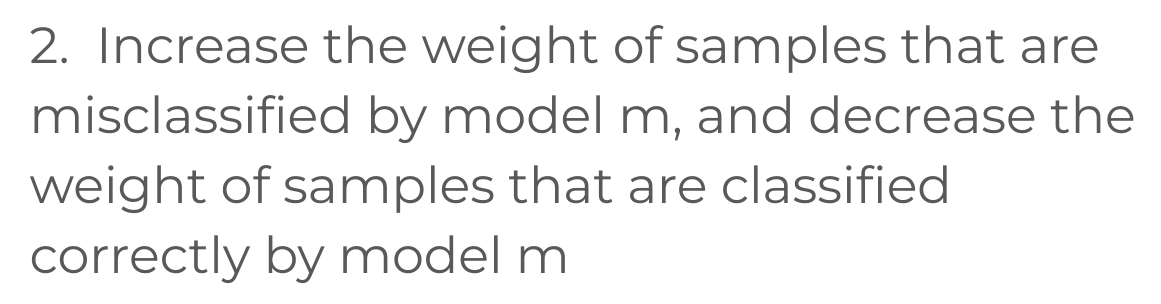 2. Increase the weight of samples that are
misclassified by model m, and decrease the
weight of samples that are classified
correctly by model m